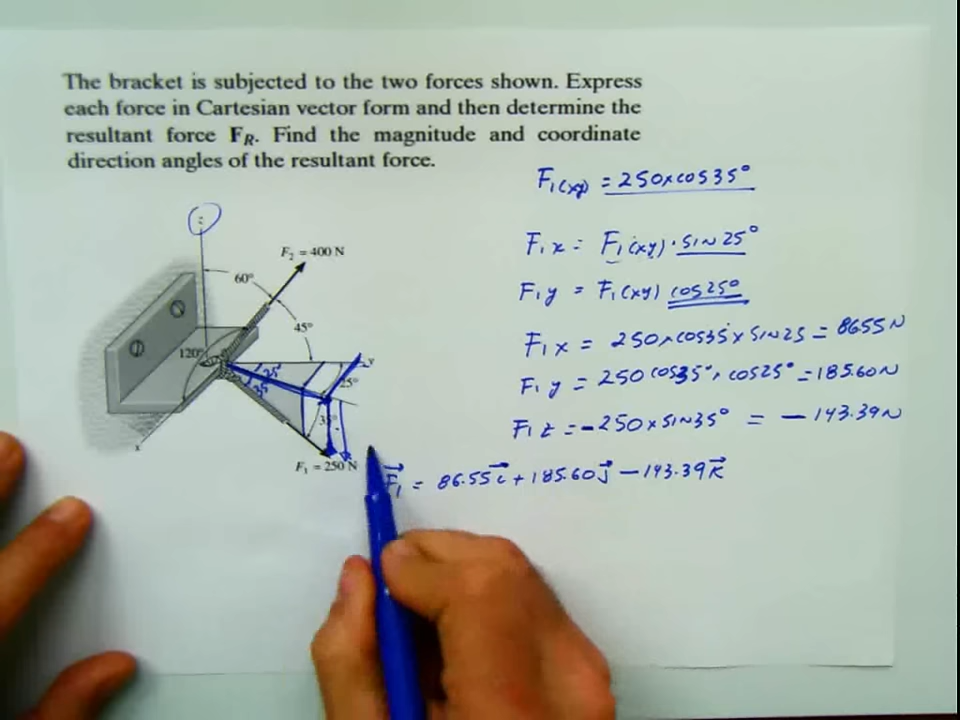 The bracket is subjected to the two forces shown. Express
each force in Cartesian vector form and then determine the
resultant force F_R. Find the magnitude and coordinate
direction angles of the resultant force.
F₁(xy) = 250×cos35°
z
F₁x = F₁(xy) · sin25°
F₂ = 400 N
60°
F₁y = F₁(xy) cos25°
45°
F₁x = 250×cos35°×sin25 = 8655N
120°
y
25°
25°
F₁y = 250 cos35°, cos25° = 185.60N
35°
35°
F₁z = -250×sin35° = -143.39N
x
F₁ = 250 N
F⃗₁ = 86.55i⃗ + 185.60j⃗ - 143.39k⃗